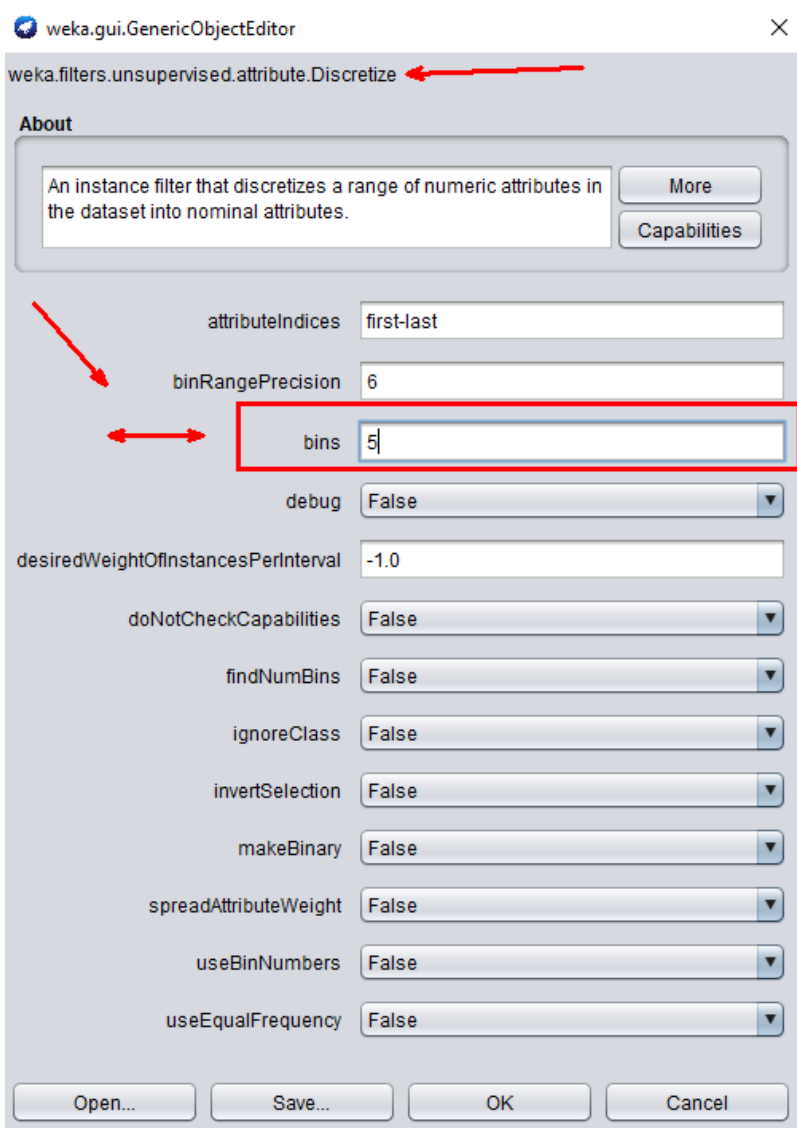 weka.gui.GenericObjectEditor
weka.filters.unsupervised.attribute.Discretize
About
An instance filter that discretizes a range of numeric attributes in
the dataset into nominal attributes.
More
Capabilities
attributeIndices first-last
binRangePrecision 6
bins 5
debug False
desiredWeightOfInstancesPerInterval -1.0
doNotCheckCapabilities False
findNumBins False
ignoreClass False
invertSelection False
makeBinary False
spreadAttributeWeight False
useBinNumbers False
useEqualFrequency False
Open... Save... OK Cancel